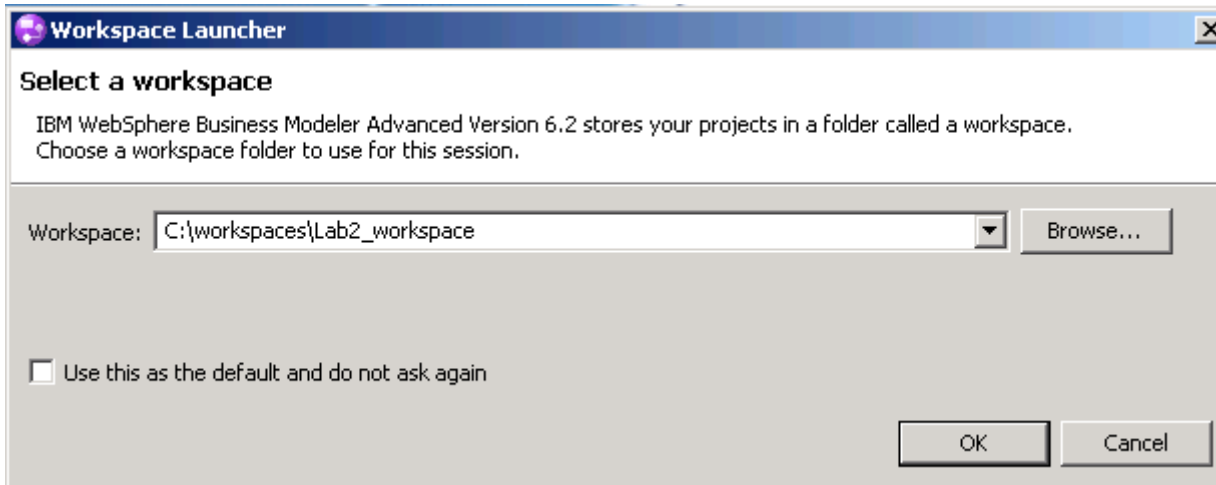 Workspace Launcher
Select a workspace
IBM WebSphere Business Modeler Advanced Version 6.2 stores your projects in a folder called a workspace.
Choose a workspace folder to use for this session.
Workspace: C:\workspaces\Lab2_workspace Browse...
Use this as the default and do not ask again
OK Cancel